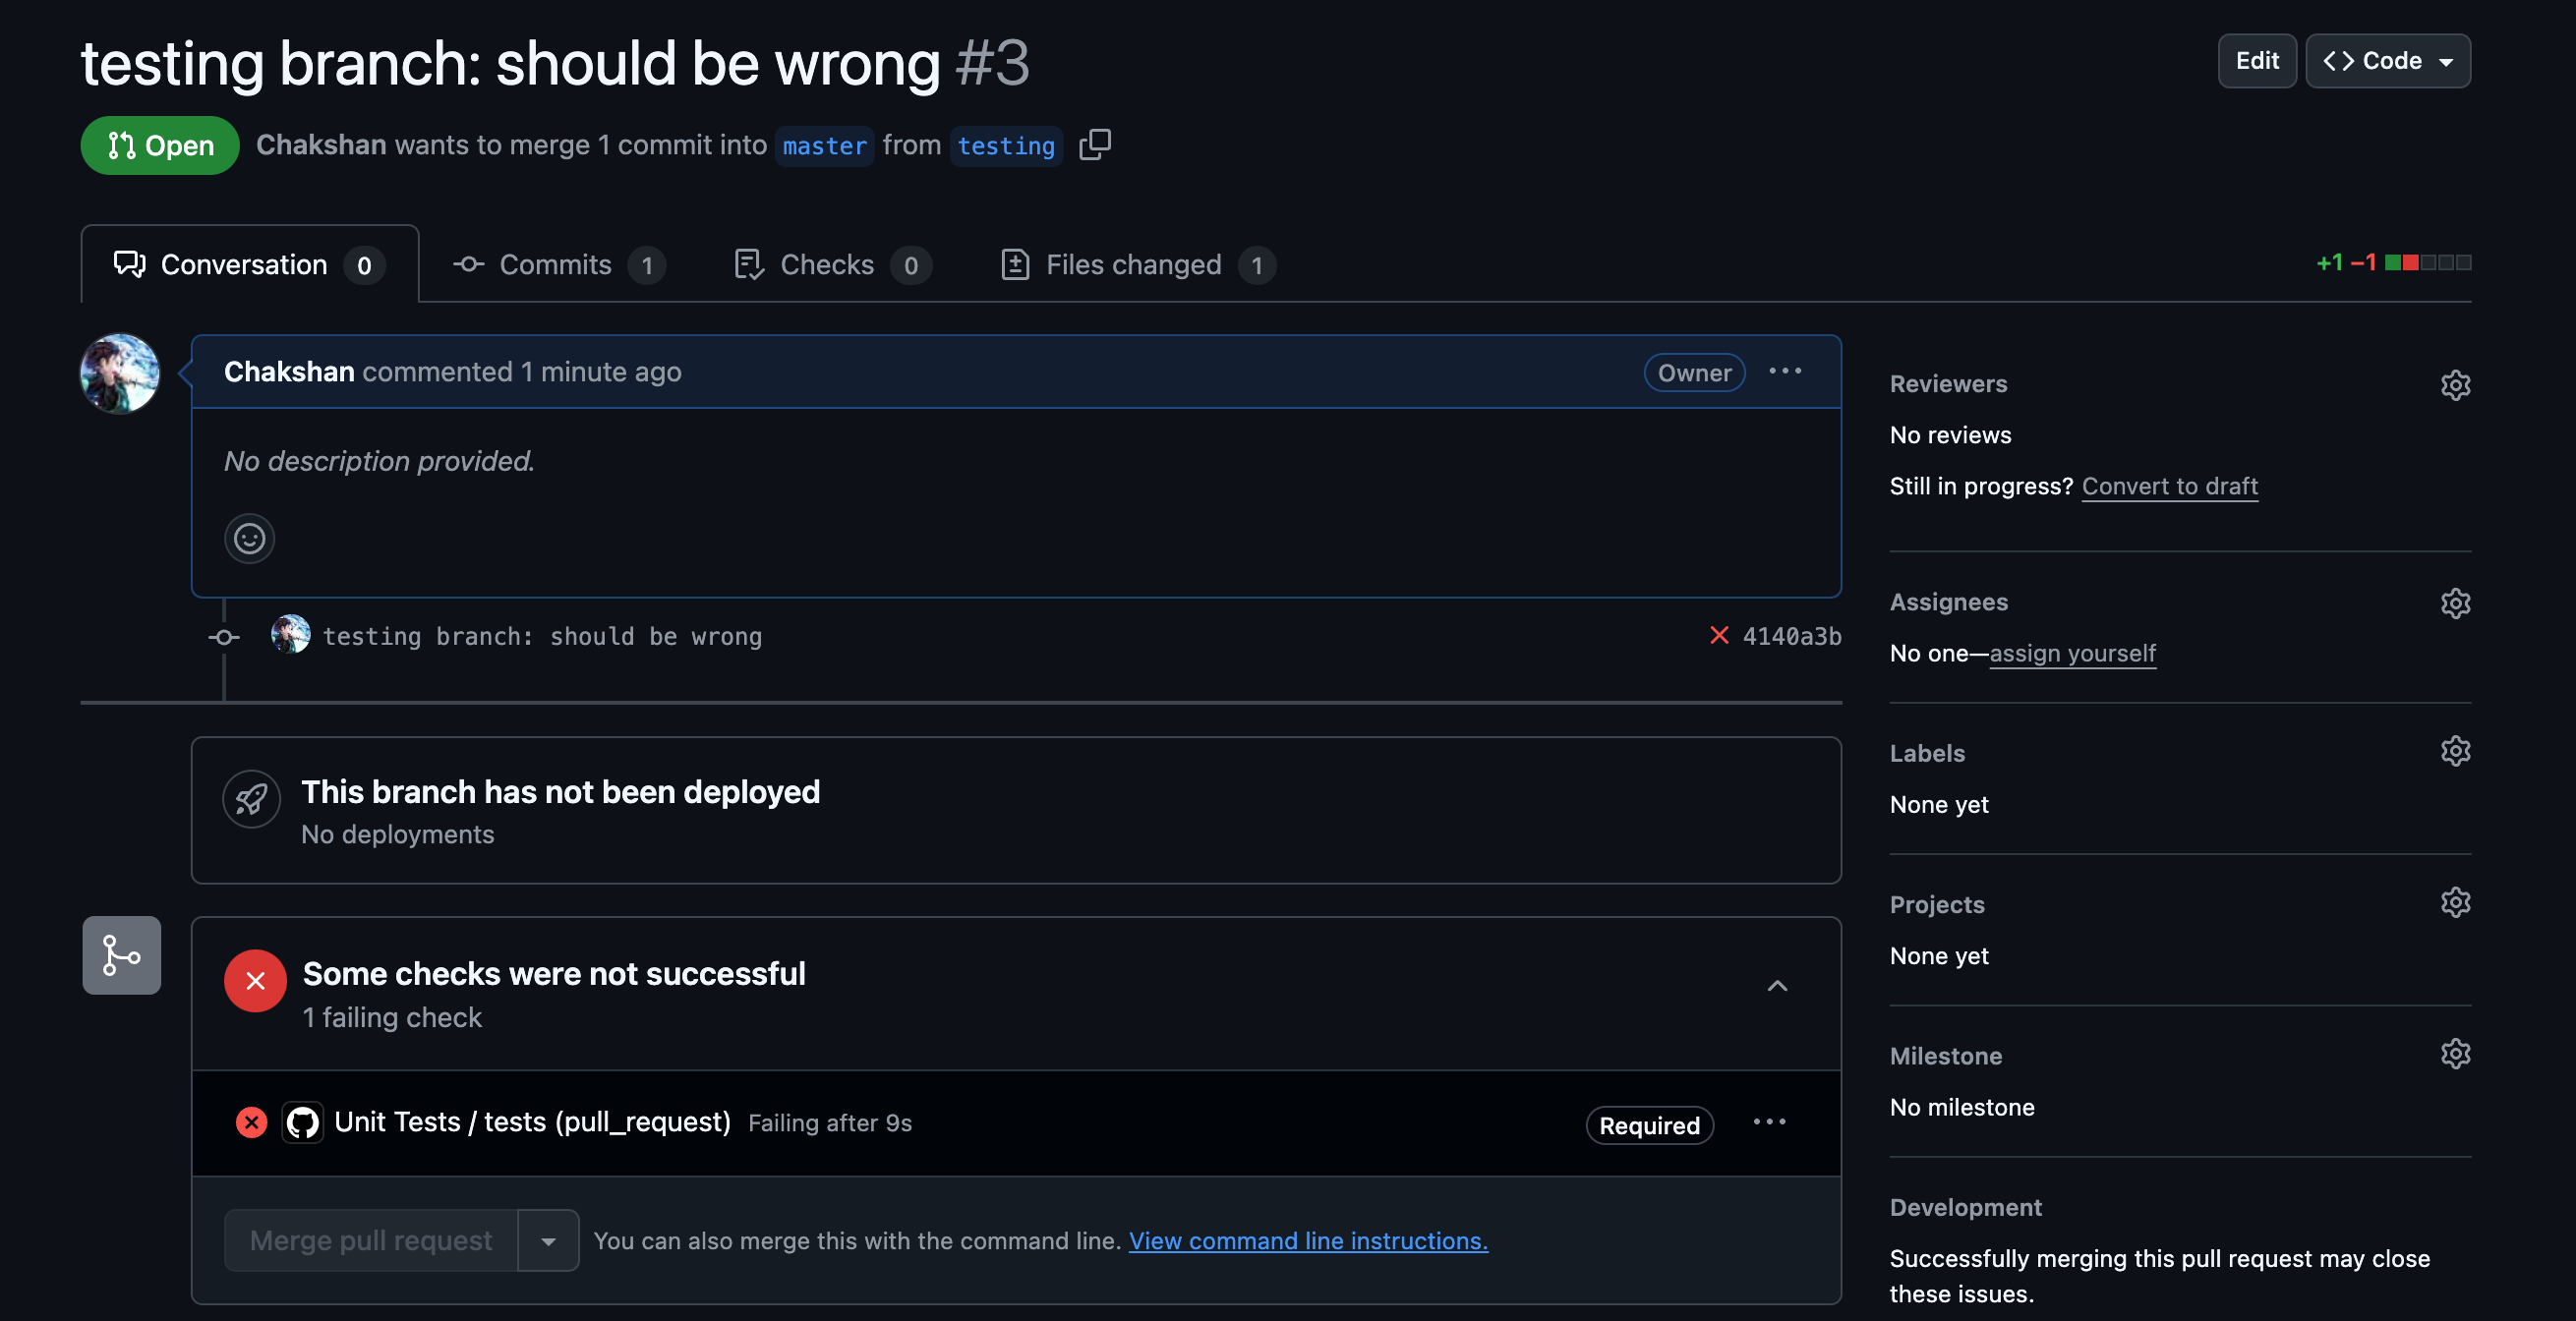 testing branch: should be wrong #3
Edit
Code
Open
Chakshan wants to merge 1 commit into master from testing
Conversation 0
Commits 1
Checks 0
Files changed 1
+1 −1
Chakshan commented 1 minute ago
Owner
No description provided.
testing branch: should be wrong
4140a3b
This branch has not been deployed
No deployments
Some checks were not successful
1 failing check
Unit Tests / tests (pull_request) Failing after 9s
Required
Merge pull request
You can also merge this with the command line. View command line instructions.
Reviewers
No reviews
Still in progress? Convert to draft
Assignees
No one—assign yourself
Labels
None yet
Projects
None yet
Milestone
No milestone
Development
Successfully merging this pull request may close
these issues.